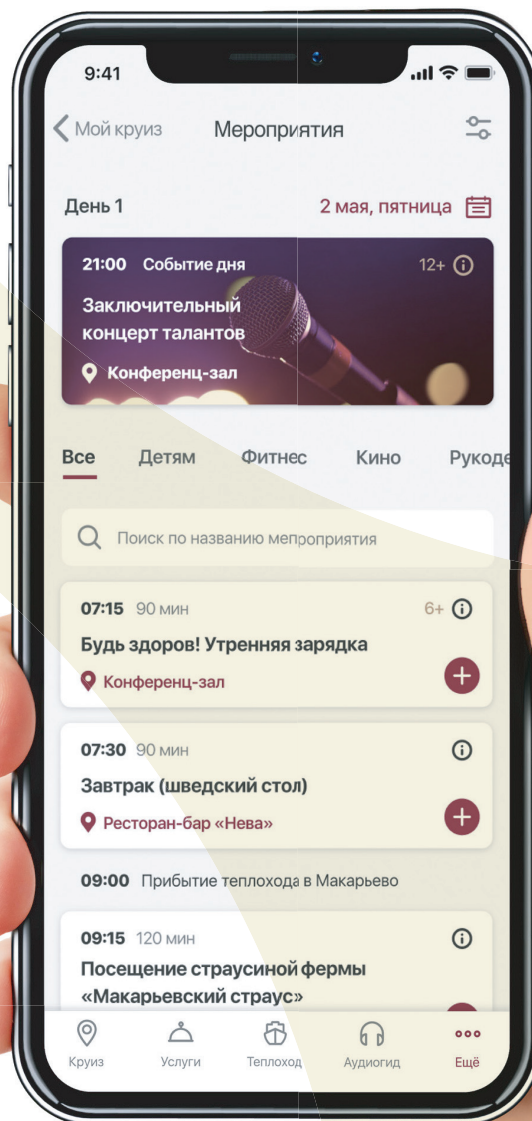 9:41
Мой круиз Мероприятия
День 1 2 мая, пятница
21:00 Событие дня 12+
Заключительный
концерт талантов
Конференц-зал
Все Детям Фитнес Кино Рукоде
Поиск по названию мепроприятия
07:15 90 мин 6+
Будь здоров! Утренняя зарядка
Конференц-зал
07:30 90 мин
Завтрак (шведский стол)
Ресторан-бар «Нева»
09:00 Прибытие теплохода в Макарьево
09:15 120 мин
Посещение страусиной фермы
«Макарьевский страус»
Круиз Услуги Теплоход Аудиогид Ещё